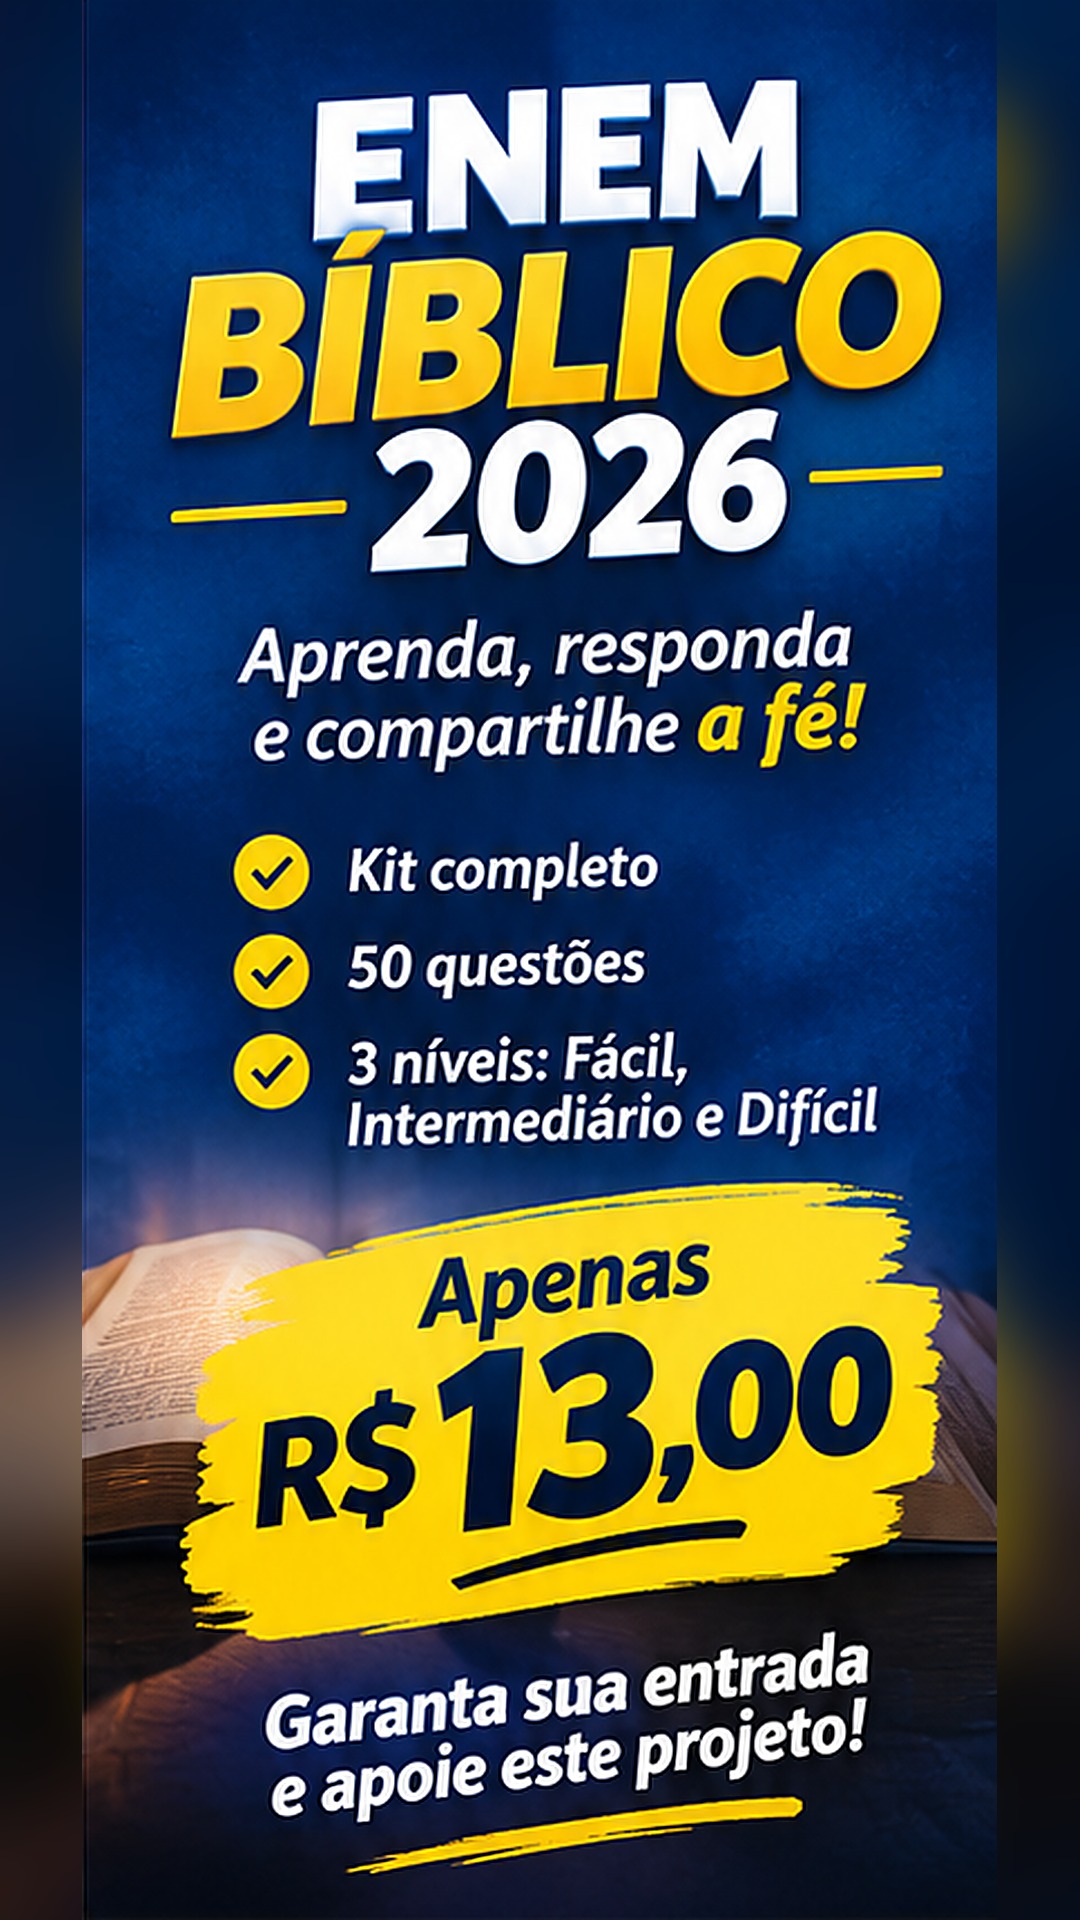 ENEM
BÍBLICO
2026
Aprenda, responda
e compartilhe a fé!
Kit completo
50 questões
3 níveis: Fácil,
Intermediário e Difícil
Apenas
R$13,00
Garanta sua entrada
e apoie este projeto!